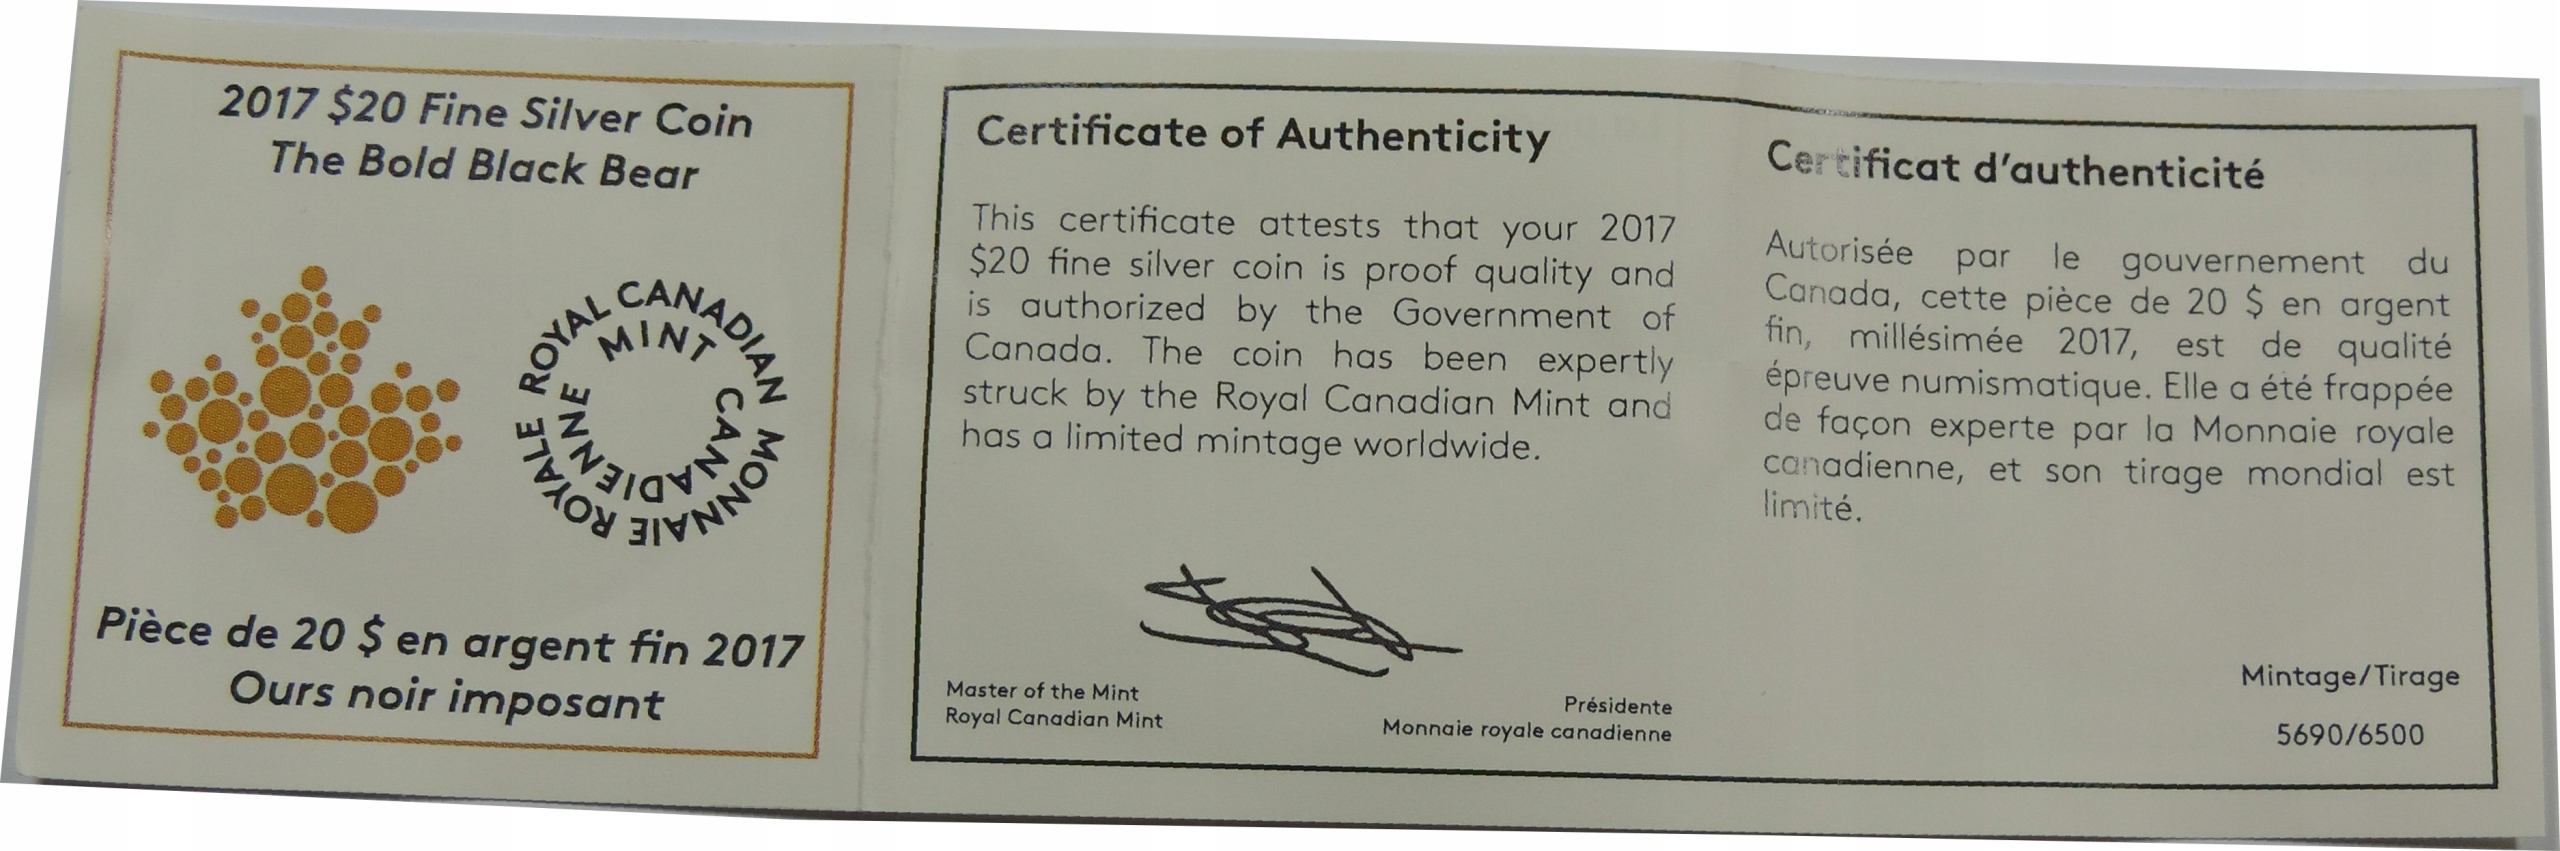 2017 $20 Fine Silver Coin
The Bold Black Bear
ROYAL CANADIAN MINT
MONNAIE ROYALE CANADIENNE
Pièce de 20 $ en argent fin 2017
Ours noir imposant
Certificate of Authenticity
This certificate attests that your 2017
$20 fine silver coin is proof quality and
is authorized by the Government of
Canada. The coin has been expertly
struck by the Royal Canadian Mint and
has a limited mintage worldwide.
Master of the Mint
Royal Canadian Mint
Présidente
Monnaie royale canadienne
Certificat d'authenticité
Autorisée par le gouvernement du
Canada, cette pièce de 20 $ en argent
fin, millésimée 2017, est de qualité
épreuve numismatique. Elle a été frappée
de façon experte par la Monnaie royale
canadienne, et son tirage mondial est
limité.
Mintage/Tirage
5690/6500